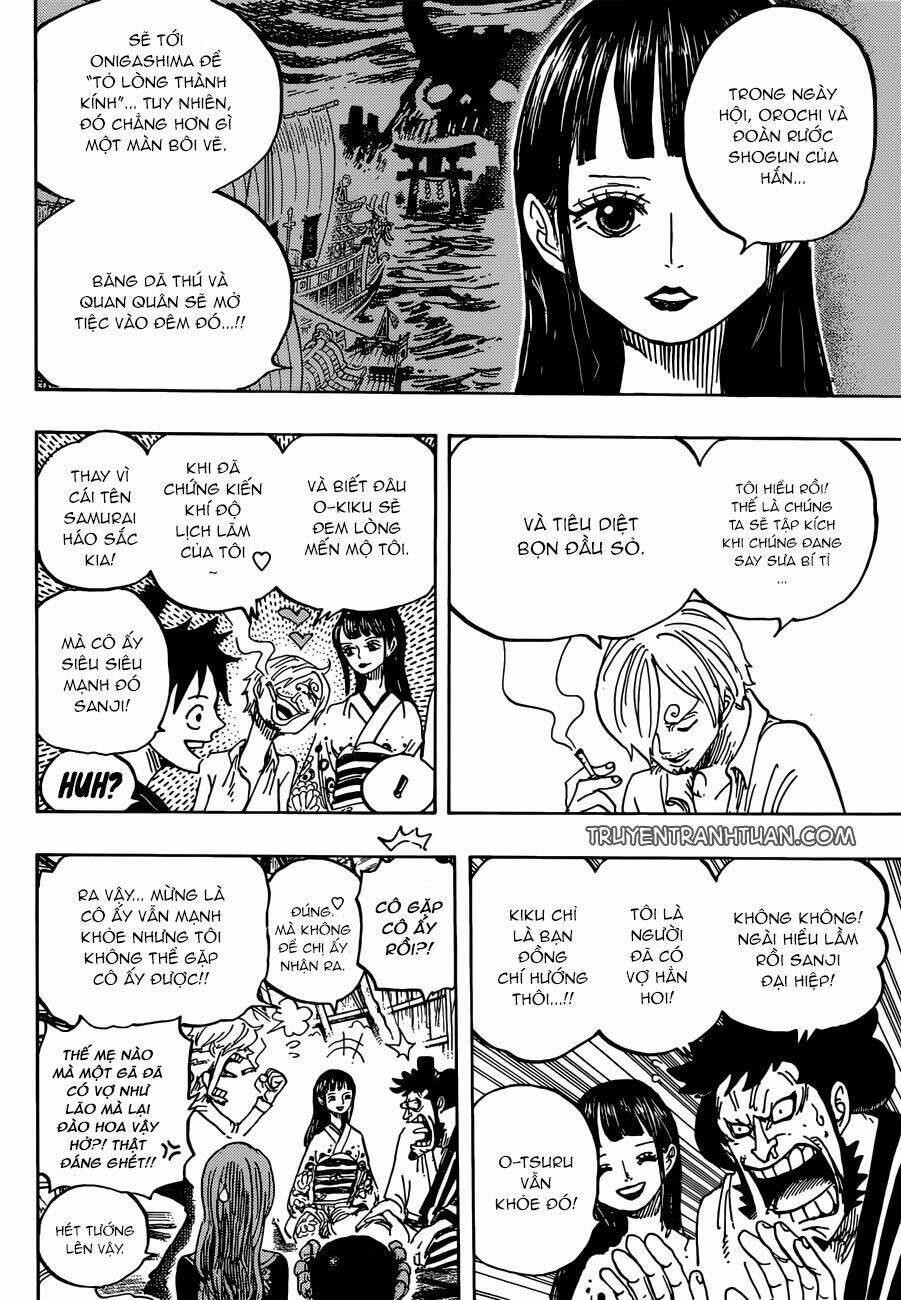 TRONG NGÀY
HỘI, OROCHI VÀ
ĐOÀN RƯỚC
SHOGUN CỦA
HẮN...
SẼ TỚI
ONIGASHIMA ĐỂ
"TỎ LÒNG THÀNH
KÍNH"... TUY NHIÊN,
ĐÓ CHẲNG HƠN GÌ
MỘT MÀN BÔI VẼ.
BĂNG DÃ THÚ VÀ
QUAN QUÂN SẼ MỞ
TIỆC VÀO ĐÊM ĐÓ...!!
TÔI HIỂU RỒI!
THẾ LÀ CHÚNG
TA SẼ TẬP KÍCH
KHI CHÚNG ĐANG
SAY SƯA BÍ TỈ
...
VÀ TIÊU DIỆT
BỌN ĐẦU SỎ.
VÀ BIẾT ĐÂU
O-KIKU SẼ
ĐEM LÒNG
MẾN MỘ TÔI.
KHI ĐÃ
CHỨNG KIẾN
KHÍ ĐỘ
LỊCH LÃM
CỦA TÔI
~ ♡
THAY VÌ
CÁI TÊN
SAMURAI
HÁO SẮC
KIA!
MÀ CÔ ẤY
SIÊU SIÊU
MẠNH ĐÓ
SANJI!
HUH?
!
TRUYENTRANHTUAN.COM
KHÔNG KHÔNG!
NGÀI HIỂU LẦM
RỒI SANJI
ĐẠI HIỆP!
TÔI LÀ
NGƯỜI
ĐÃ CÓ
VỢ HẲN
HOI!
KIKU CHỈ
LÀ BẠN
ĐỒNG
CHÍ HƯỚNG
THÔI...!!
O-TSURU
VẪN
KHỎE ĐÓ!
CÔ GẶP
CÔ ẤY
RỒI?!
ĐÚNG.♡
MÀ KHÔNG
ĐỂ CHỊ ẤY
NHẬN RA.
RA VẬY... MỪNG LÀ
CÔ ẤY VẪN MẠNH
KHỎE NHƯNG TÔI
KHÔNG THỂ GẶP
CÔ ẤY ĐƯỢC!!
THẾ MẸ NÀO
MÀ MỘT GÃ ĐÃ
CÓ VỢ NHƯ
LÃO MÀ LẠI
ĐÀO HOA VẬY
HỞ?! THẬT
ĐÁNG GHÉT!!
HÉT TƯỚNG
LÊN VẬY.